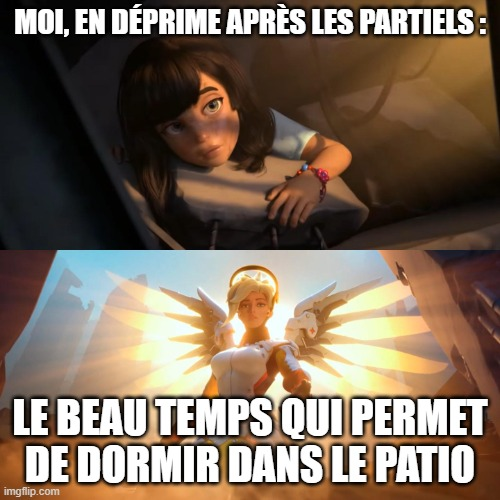 MOI, EN DÉPRIME APRÈS LES PARTIELS :
LE BEAU TEMPS QUI PERMET
DE DORMIR DANS LE PATIO
imgflip.com